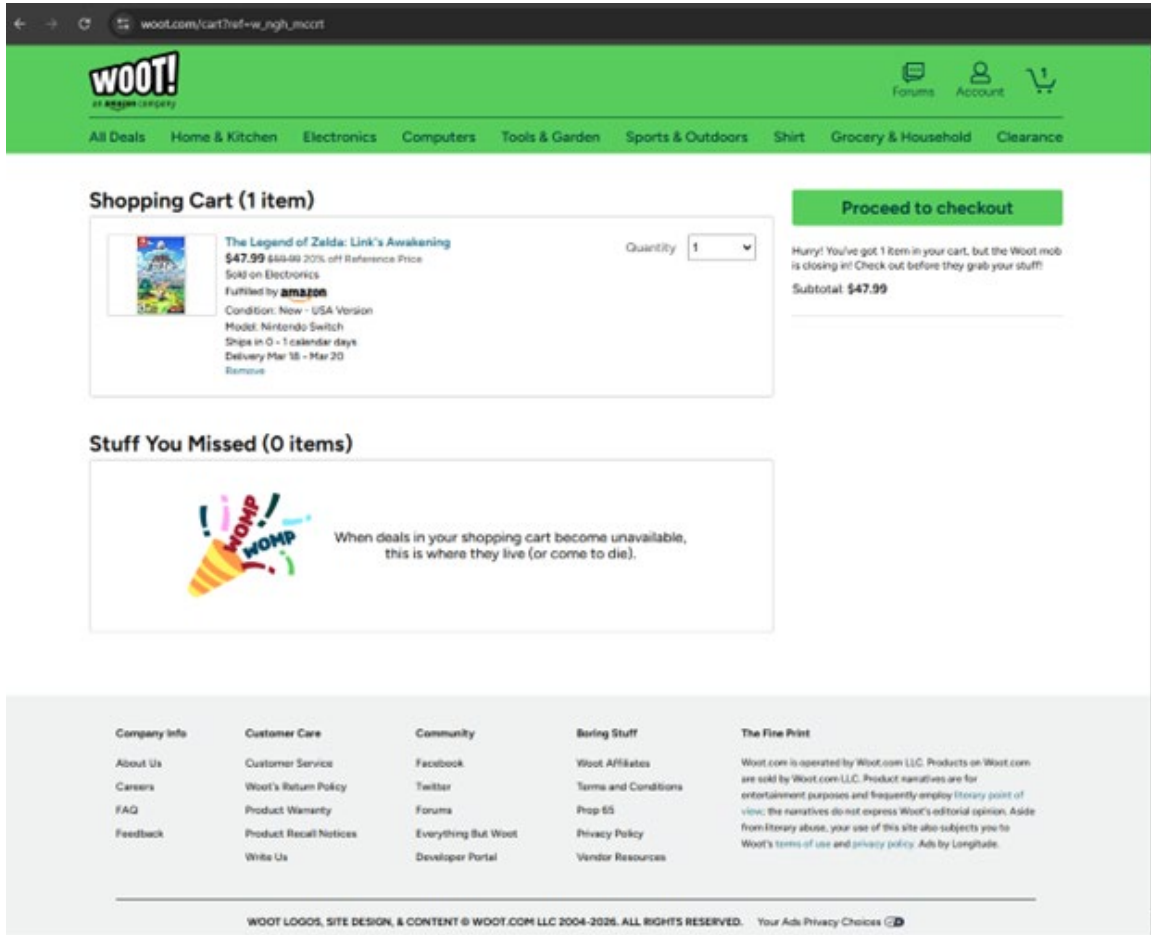 woot.com/cart?ref=w_ngh_mccrt
WOOT!
an amazon company
Forums
Account
1
All Deals
Home & Kitchen
Electronics
Computers
Tools & Garden
Sports & Outdoors
Shirt
Grocery & Household
Clearance
Shopping Cart (1 item)
The Legend of Zelda: Link's Awakening
$47.99 $59.99 20% off Reference Price
Sold on Electronics
Fulfilled by amazon
Condition: New - USA Version
Model: Nintendo Switch
Ships in 0 - 1 calendar days
Delivery Mar 18 - Mar 20
Remove
Quantity 1
Proceed to checkout
Hurry! You've got 1 item in your cart, but the Woot mob
is closing in! Check out before they grab your stuff!
Subtotal: $47.99
Stuff You Missed (0 items)
WOMP
WOMP
When deals in your shopping cart become unavailable,
this is where they live (or come to die).
Company Info
About Us
Careers
FAQ
Feedback
Customer Care
Customer Service
Woot's Return Policy
Product Warranty
Product Recall Notices
Write Us
Community
Facebook
Twitter
Forums
Everything But Woot
Developer Portal
Boring Stuff
Woot Affiliates
Terms and Conditions
Prop 65
Privacy Policy
Vendor Resources
The Fine Print
Woot.com is operated by Woot.com LLC. Products on Woot.com
are sold by Woot.com LLC. Product narratives are for
entertainment purposes and frequently employ literary point of
view; the narratives do not express Woot's editorial opinion. Aside
from literary abuse, your use of this site also subjects you to
Woot's terms of use and privacy policy. Ads by Longitude.
WOOT LOGOS, SITE DESIGN, & CONTENT © WOOT.COM LLC 2004-2026. ALL RIGHTS RESERVED.
Your Ads Privacy Choices